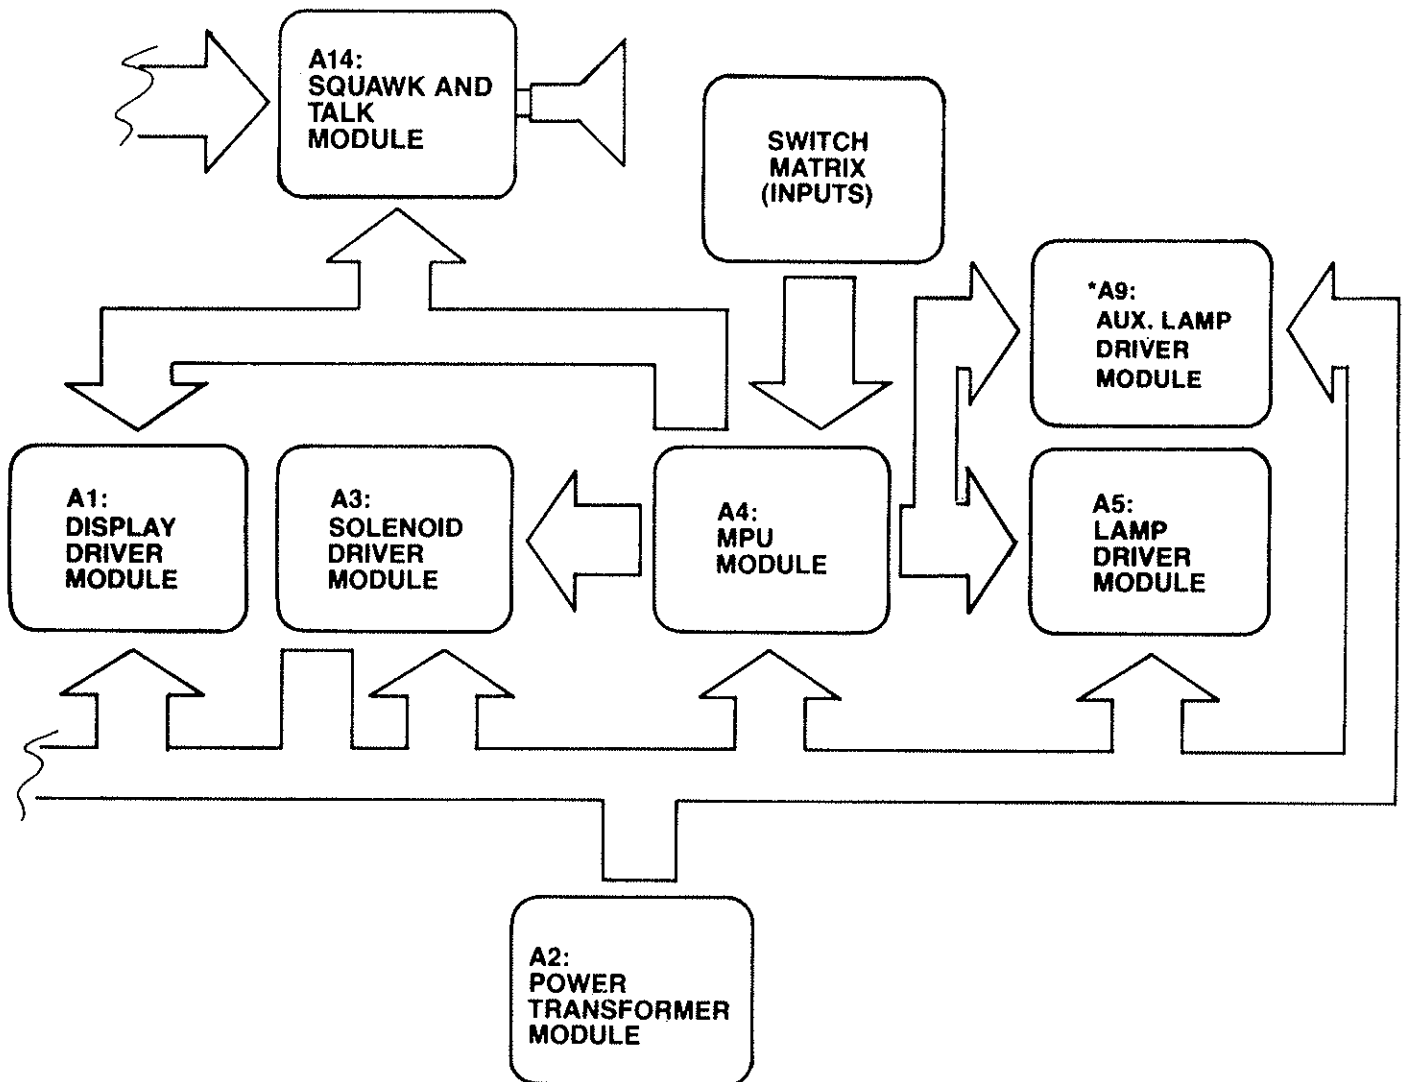 A14:
SQUAWK AND
TALK
MODULE
SWITCH
MATRIX
(INPUTS)
*A9:
AUX. LAMP
DRIVER
MODULE
A1:
DISPLAY
DRIVER
MODULE
A3:
SOLENOID
DRIVER
MODULE
A4:
MPU
MODULE
A5:
LAMP
DRIVER
MODULE
A2:
POWER
TRANSFORMER
MODULE